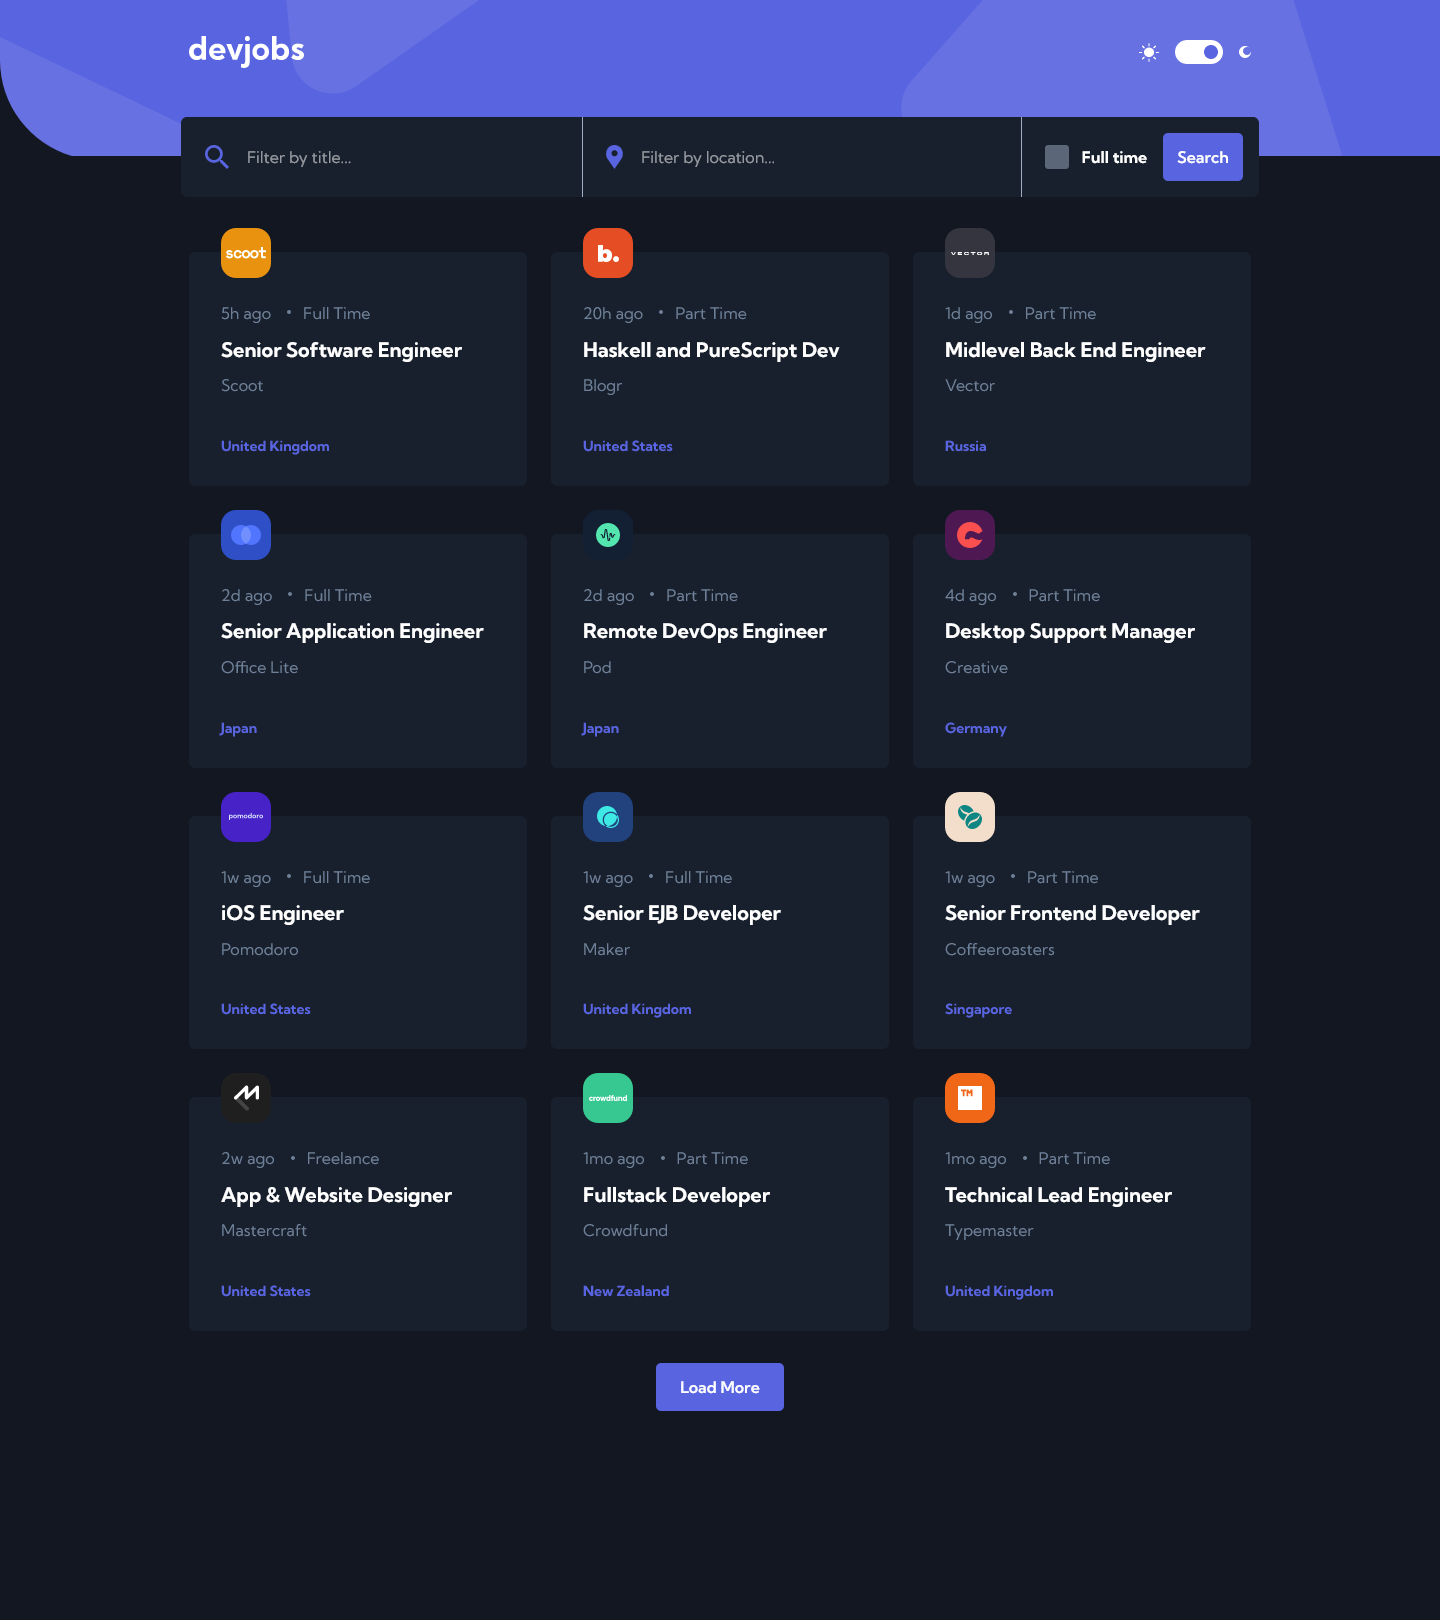 devjobs
Filter by title...
Filter by location...
Full time
Search
scoot
5h ago • Full Time
Senior Software Engineer
Scoot
United Kingdom
b.
20h ago • Part Time
Haskell and PureScript Dev
Blogr
United States
VECTOR
1d ago • Part Time
Midlevel Back End Engineer
Vector
Russia
2d ago • Full Time
Senior Application Engineer
Office Lite
Japan
2d ago • Part Time
Remote DevOps Engineer
Pod
Japan
4d ago • Part Time
Desktop Support Manager
Creative
Germany
pomodoro
1w ago • Full Time
iOS Engineer
Pomodoro
United States
1w ago • Full Time
Senior EJB Developer
Maker
United Kingdom
1w ago • Part Time
Senior Frontend Developer
Coffeeroasters
Singapore
2w ago • Freelance
App & Website Designer
Mastercraft
United States
crowdfund
1mo ago • Part Time
Fullstack Developer
Crowdfund
New Zealand
TM
1mo ago • Part Time
Technical Lead Engineer
Typemaster
United Kingdom
Load More